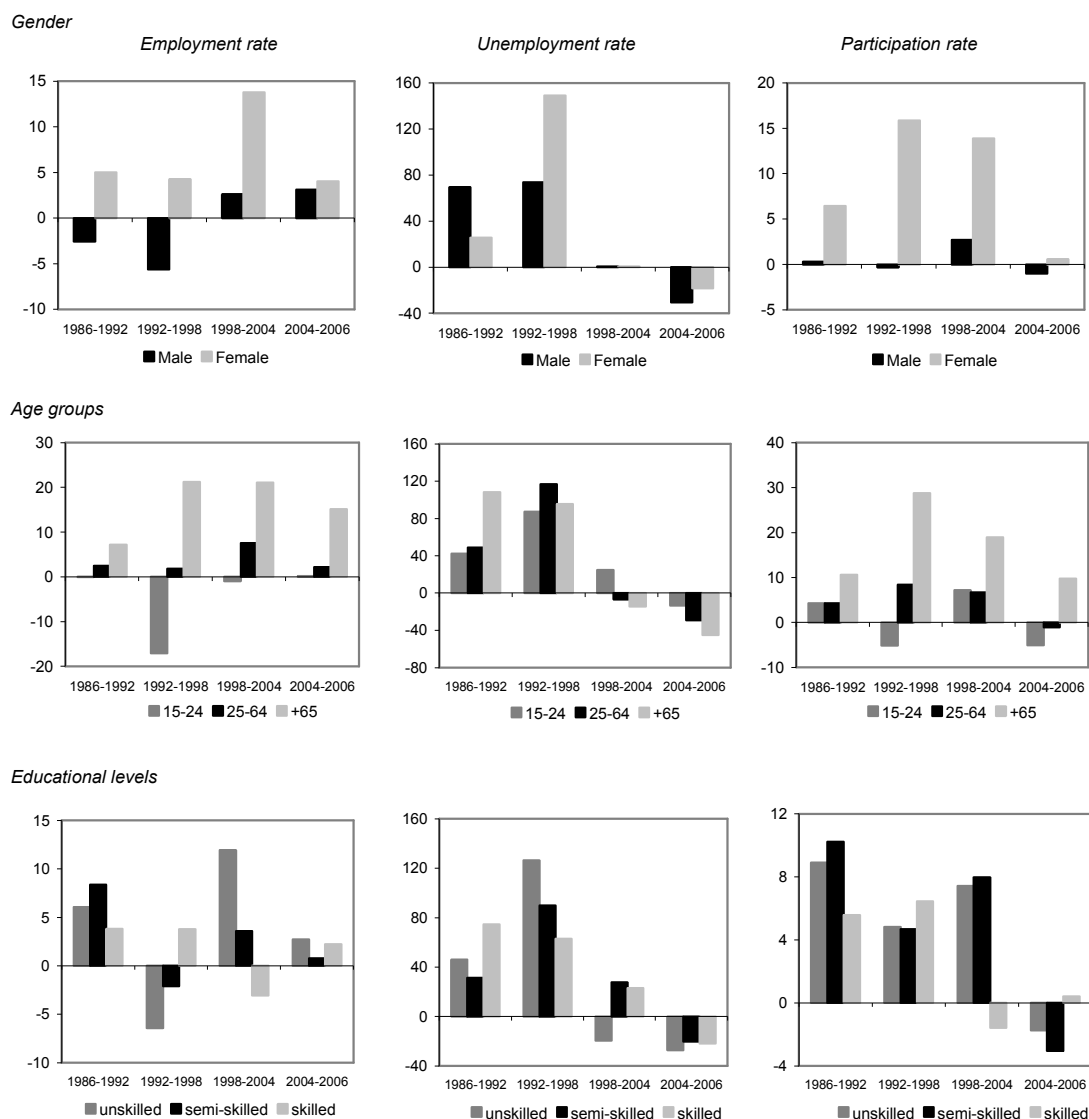 Gender
Employment rate Unemployment rate Participation rate
15
10
5
0
-5
-10
1986-1992 1992-1998 1998-2004 2004-2006
Male Female
160
120
80
40
0
-40
1986-1992 1992-1998 1998-2004 2004-2006
Male Female
20
15
10
5
0
-5
1986-1992 1992-1998 1998-2004 2004-2006
Male Female
Age groups
30
20
10
0
-10
-20
1986-1992 1992-1998 1998-2004 2004-2006
15-24 25-64 +65
160
120
80
40
0
-40
-80
1986-1992 1992-1998 1998-2004 2004-2006
15-24 25-64 +65
40
30
20
10
0
-10
1986-1992 1992-1998 1998-2004 2004-2006
15-24 25-64 +65
Educational levels
15
10
5
0
-5
-10
1986-1992 1992-1998 1998-2004 2004-2006
unskilled semi-skilled skilled
160
120
80
40
0
-40
1986-1992 1992-1998 1998-2004 2004-2006
unskilled semi-skilled skilled
12
8
4
0
-4
1986-1992 1992-1998 1998-2004 2004-2006
unskilled semi-skilled skilled